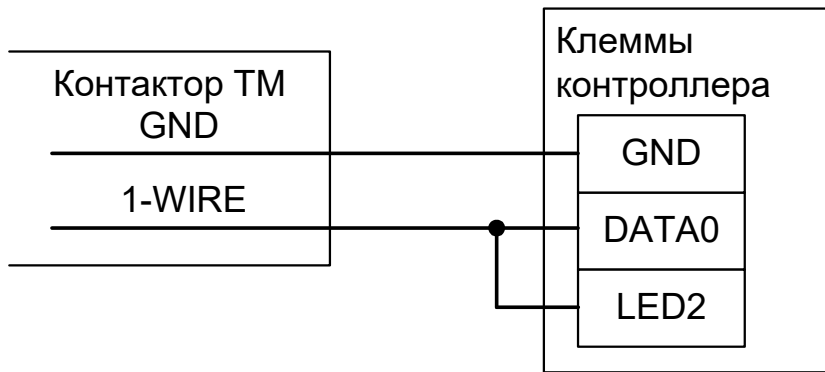 Контактор ТМ
GND
1-WIRE
Клеммы
контроллера
GND
DATA0
LED2